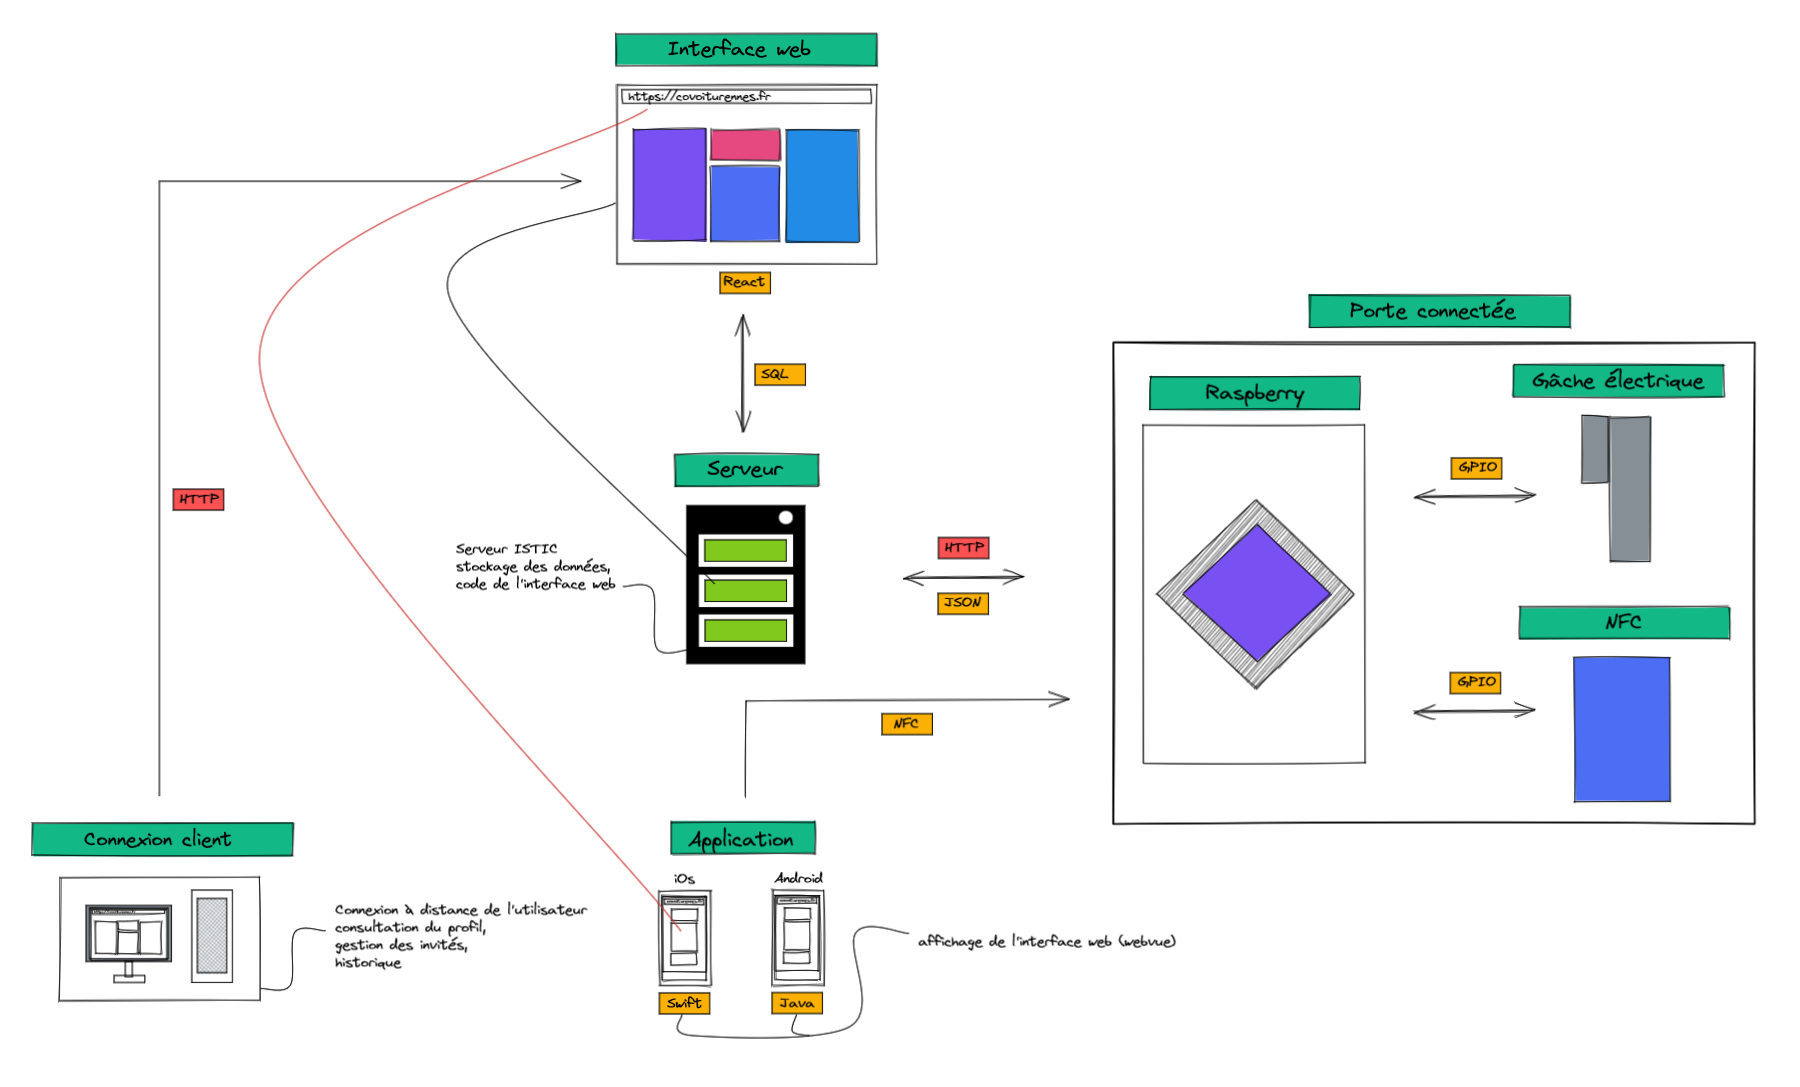 Interface web
https://covoiturennes.fr
React
SQL
Serveur
Serveur ISTIC
stockage des données,
code de l'interface web
HTTP
HTTP
JSON
NFC
Porte connectée
Raspberry
Gâche électrique
GPIO
NFC
GPIO
Connexion client
Connexion à distance de l'utilisateur
consultation du profil,
gestion des invités,
historique
Application
iOs
Android
Swift
Java
affichage de l'interface web (webvue)